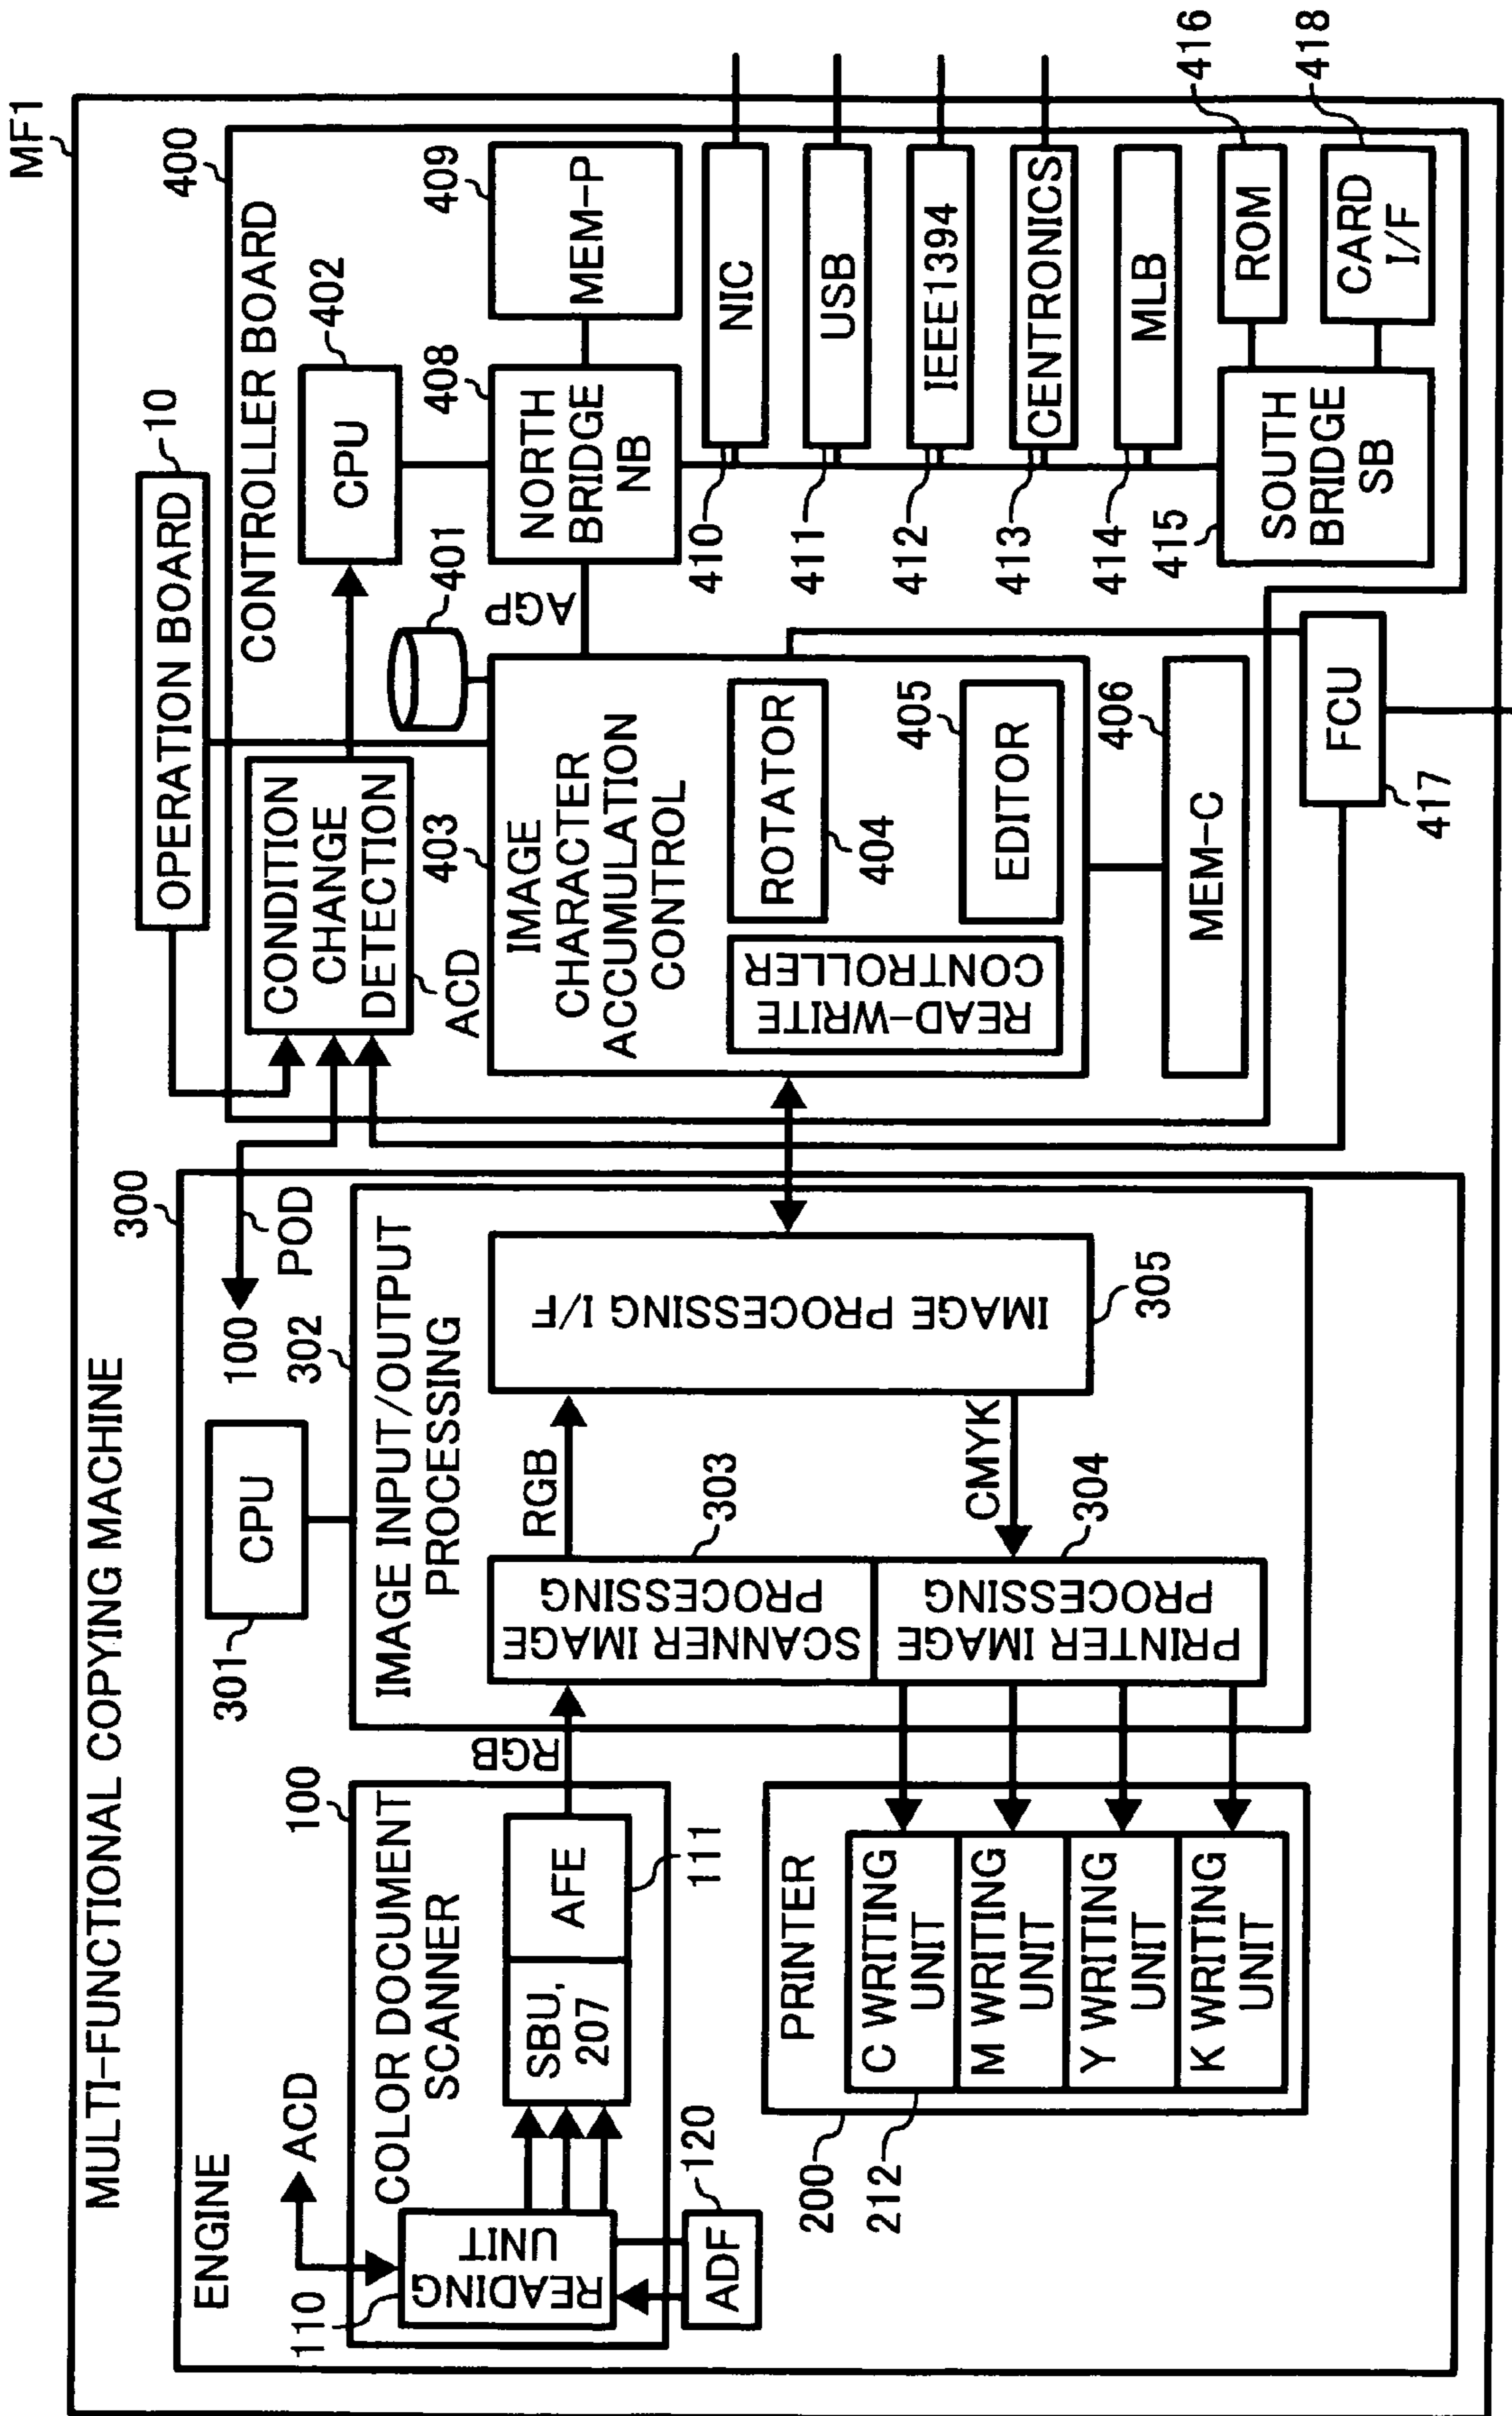 MF1
MULTI-FUNCTIONAL COPYING MACHINE
ENGINE
300
ACD
100
COLOR DOCUMENT
SCANNER
110
READING
UNIT
SBU,
207
AFE
111
ADF
120
RGB
PRINTER
200
212
C WRITING
UNIT
M WRITING
UNIT
Y WRITING
UNIT
K WRITING
UNIT
301
CPU
302
IMAGE INPUT/OUTPUT
PROCESSING
SCANNER IMAGE
PROCESSING
303
PRINTER IMAGE
PROCESSING
304
RGB
CMYK
IMAGE PROCESSING I/F
305
100
POD
OPERATION BOARD
10
CONTROLLER BOARD
400
CONDITION
CHANGE
DETECTION
ACD
CPU
402
401
403
IMAGE
CHARACTER
ACCUMULATION
CONTROL
READ-WRITE
CONTROLLER
ROTATOR
404
EDITOR
405
MEM-C
406
AGP
NORTH
BRIDGE
NB
408
MEM-P
409
NIC
410
USB
411
IEEE1394
412
CENTRONICS
413
MLB
414
SOUTH
BRIDGE
SB
415
ROM
416
CARD
I/F
418
FCU
417